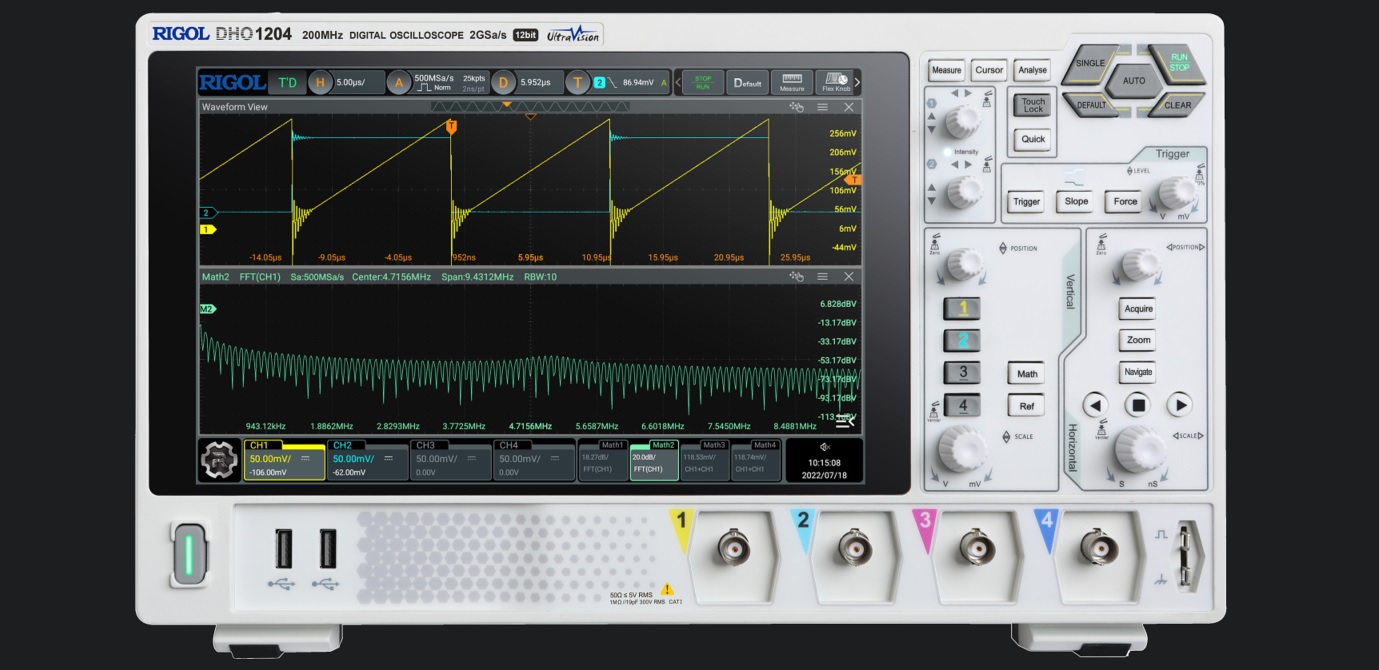 RIGOL DHO1204 200MHz DIGITAL OSCILLOSCOPE 2GSa/s 12bit UltraVision
RIGOL T'D H 5.00µs/ A 500MSa/s 25kpts Norm 2ns/pt D 5.952µs T 2 86.94mV A STOP RUN Default Measure Flex Knob
Waveform View
T
256mV
206mV
156mV
T
106mV
2
56mV
1
6mV
-44mV
-14.05µs -9.05µs -4.05µs 952ns 5.95µs 10.95µs 15.95µs 20.95µs 25.95µs
Math2 FFT(CH1) Sa:500MSa/s Center:4.7156MHz Span:9.4312MHz RBW:10
M2
6.828dBV
-13.17dBV
-33.17dBV
-53.17dBV
-73.17dBV
-93.17dBV
943.12kHz 1.8862MHz 2.8293MHz 3.7725MHz 4.7156MHz 5.6587MHz 6.6018MHz 7.5450MHz 8.4881MHz
CH1 CH2 CH3 CH4 Math1 Math2 Math3 Math4
50.00mV/ 50.00mV/ 50.00mV/ 50.00mV/ 18.27dB/ 20.0dB/ 118.53mV/ 118.74mV/
-106.00mV -62.00mV 0.00V 0.00V FFT(CH1) FFT(CH1) CH1+CH1 CH1+CH1
10:15:08
2022/07/18
Measure Cursor Analyse
SINGLE RUN STOP
AUTO
DEFAULT CLEAR
1
Touch Lock
Quick
Intensity
2
Trigger
LEVEL
Trigger Slope Force
V mV
POSITION
Zero
Vertical
1
2
3
4
Math
Ref
SCALE
V mV
POSITION
Zero
Acquire
Zoom
Navigate
Horizontal
SCALE
S nS
1 2 3 4
50Ω ≤ 5V RMS
1MΩ //19pF 300V RMS CAT I